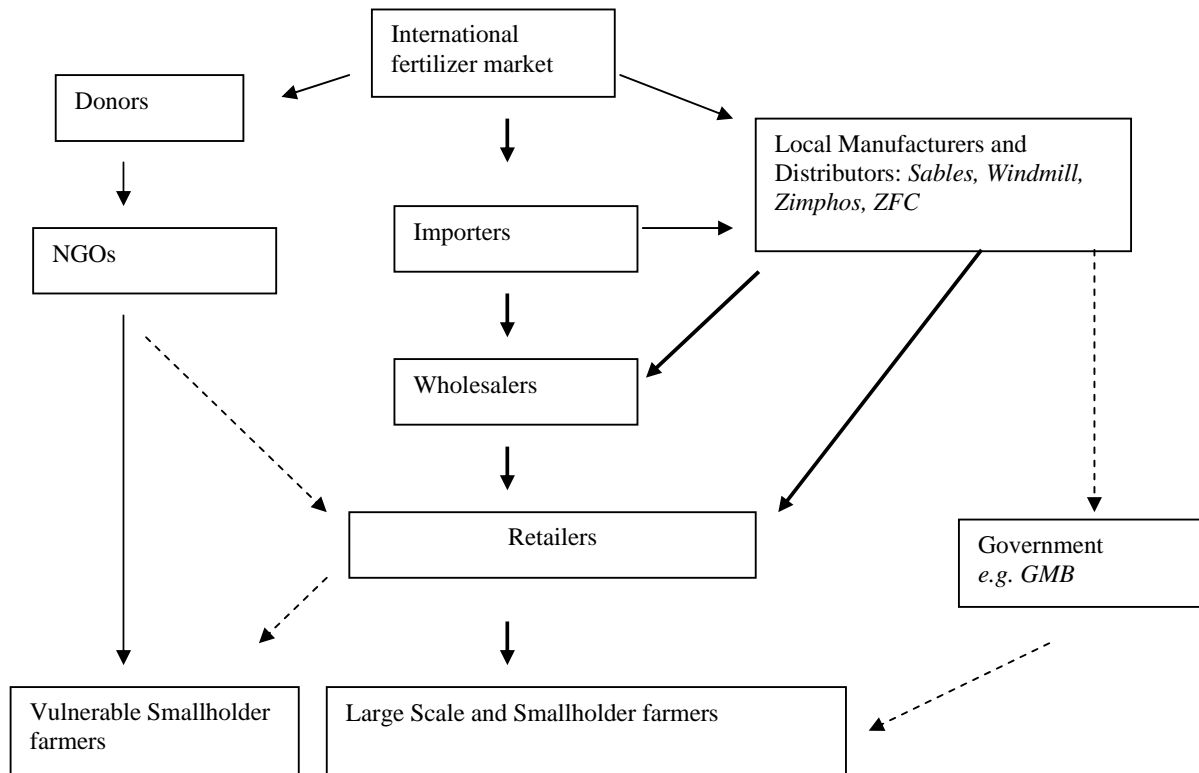 International
fertilizer market
Donors
Local Manufacturers and
Distributors: Sables, Windmill,
Zimphos, ZFC
NGOs
Importers
Wholesalers
Retailers
Government
e.g. GMB
Vulnerable Smallholder
farmers
Large Scale and Smallholder farmers